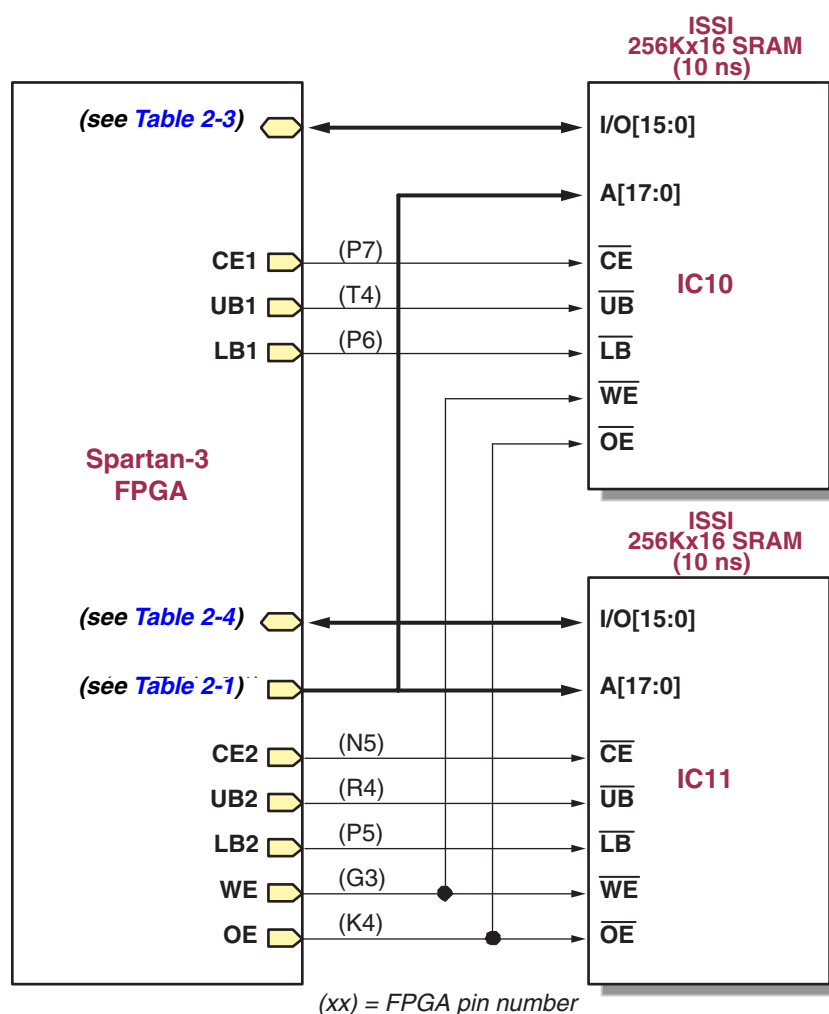 ISSI
256Kx16 SRAM
(10 ns)
(see Table 2-3)
I/O[15:0]
A[17:0]
CE1
(P7)
CE
UB1
(T4)
UB
LB1
(P6)
LB
WE
OE
IC10
Spartan-3
FPGA
ISSI
256Kx16 SRAM
(10 ns)
(see Table 2-4)
I/O[15:0]
(see Table 2-1)
A[17:0]
CE2
(N5)
CE
UB2
(R4)
UB
LB2
(P5)
LB
WE
(G3)
WE
OE
(K4)
OE
IC11
(xx) = FPGA pin number